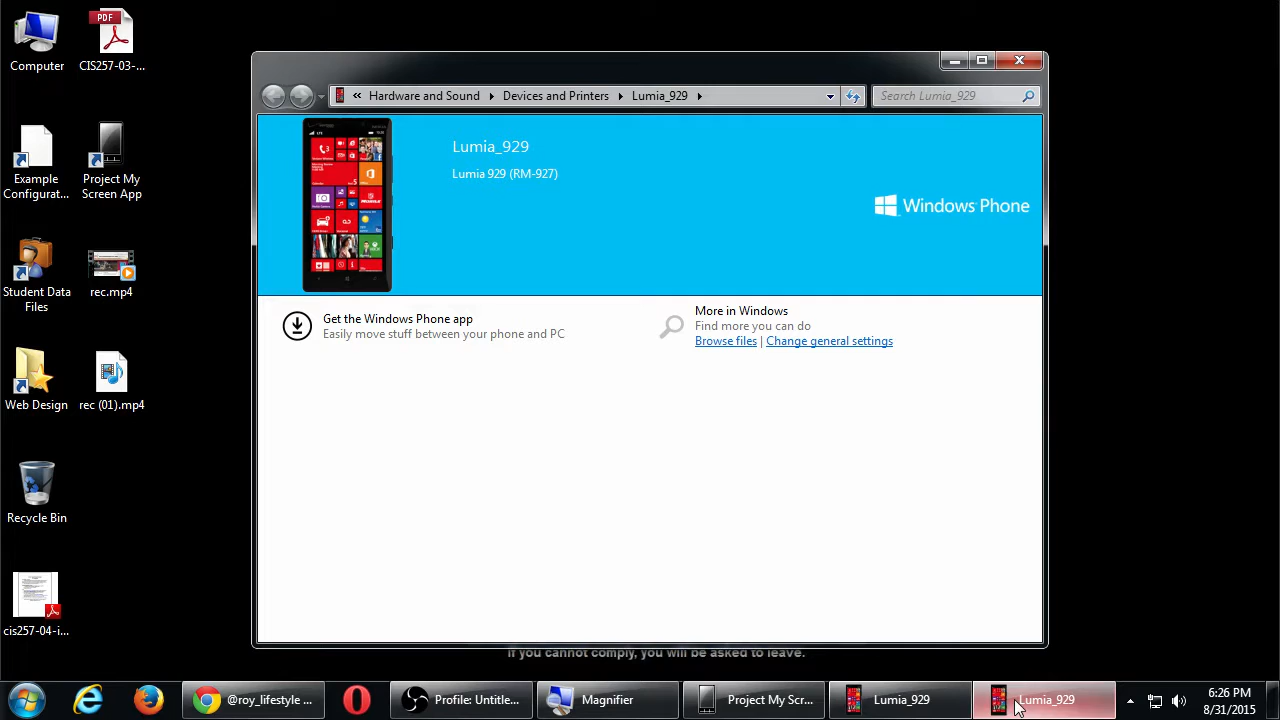 Computer
PDF
CIS257-03-...
Example
Configurat...
Project My
Screen App
Student Data
Files
rec.mp4
Web Design
rec (01).mp4
Recycle Bin
cis257-04-i...
« Hardware and Sound Devices and Printers Lumia_929
Search Lumia_929
Lumia_929
Lumia 929 (RM-927)
Windows Phone
Get the Windows Phone app
Easily move stuff between your phone and PC
More in Windows
Find more you can do
Browse files | Change general settings
If you cannot comply, you will be asked to leave.
@roy_lifestyle ...
Profile: Untitle...
Magnifier
Project My Scr...
Lumia_929
Lumia_929
6:26 PM
8/31/2015